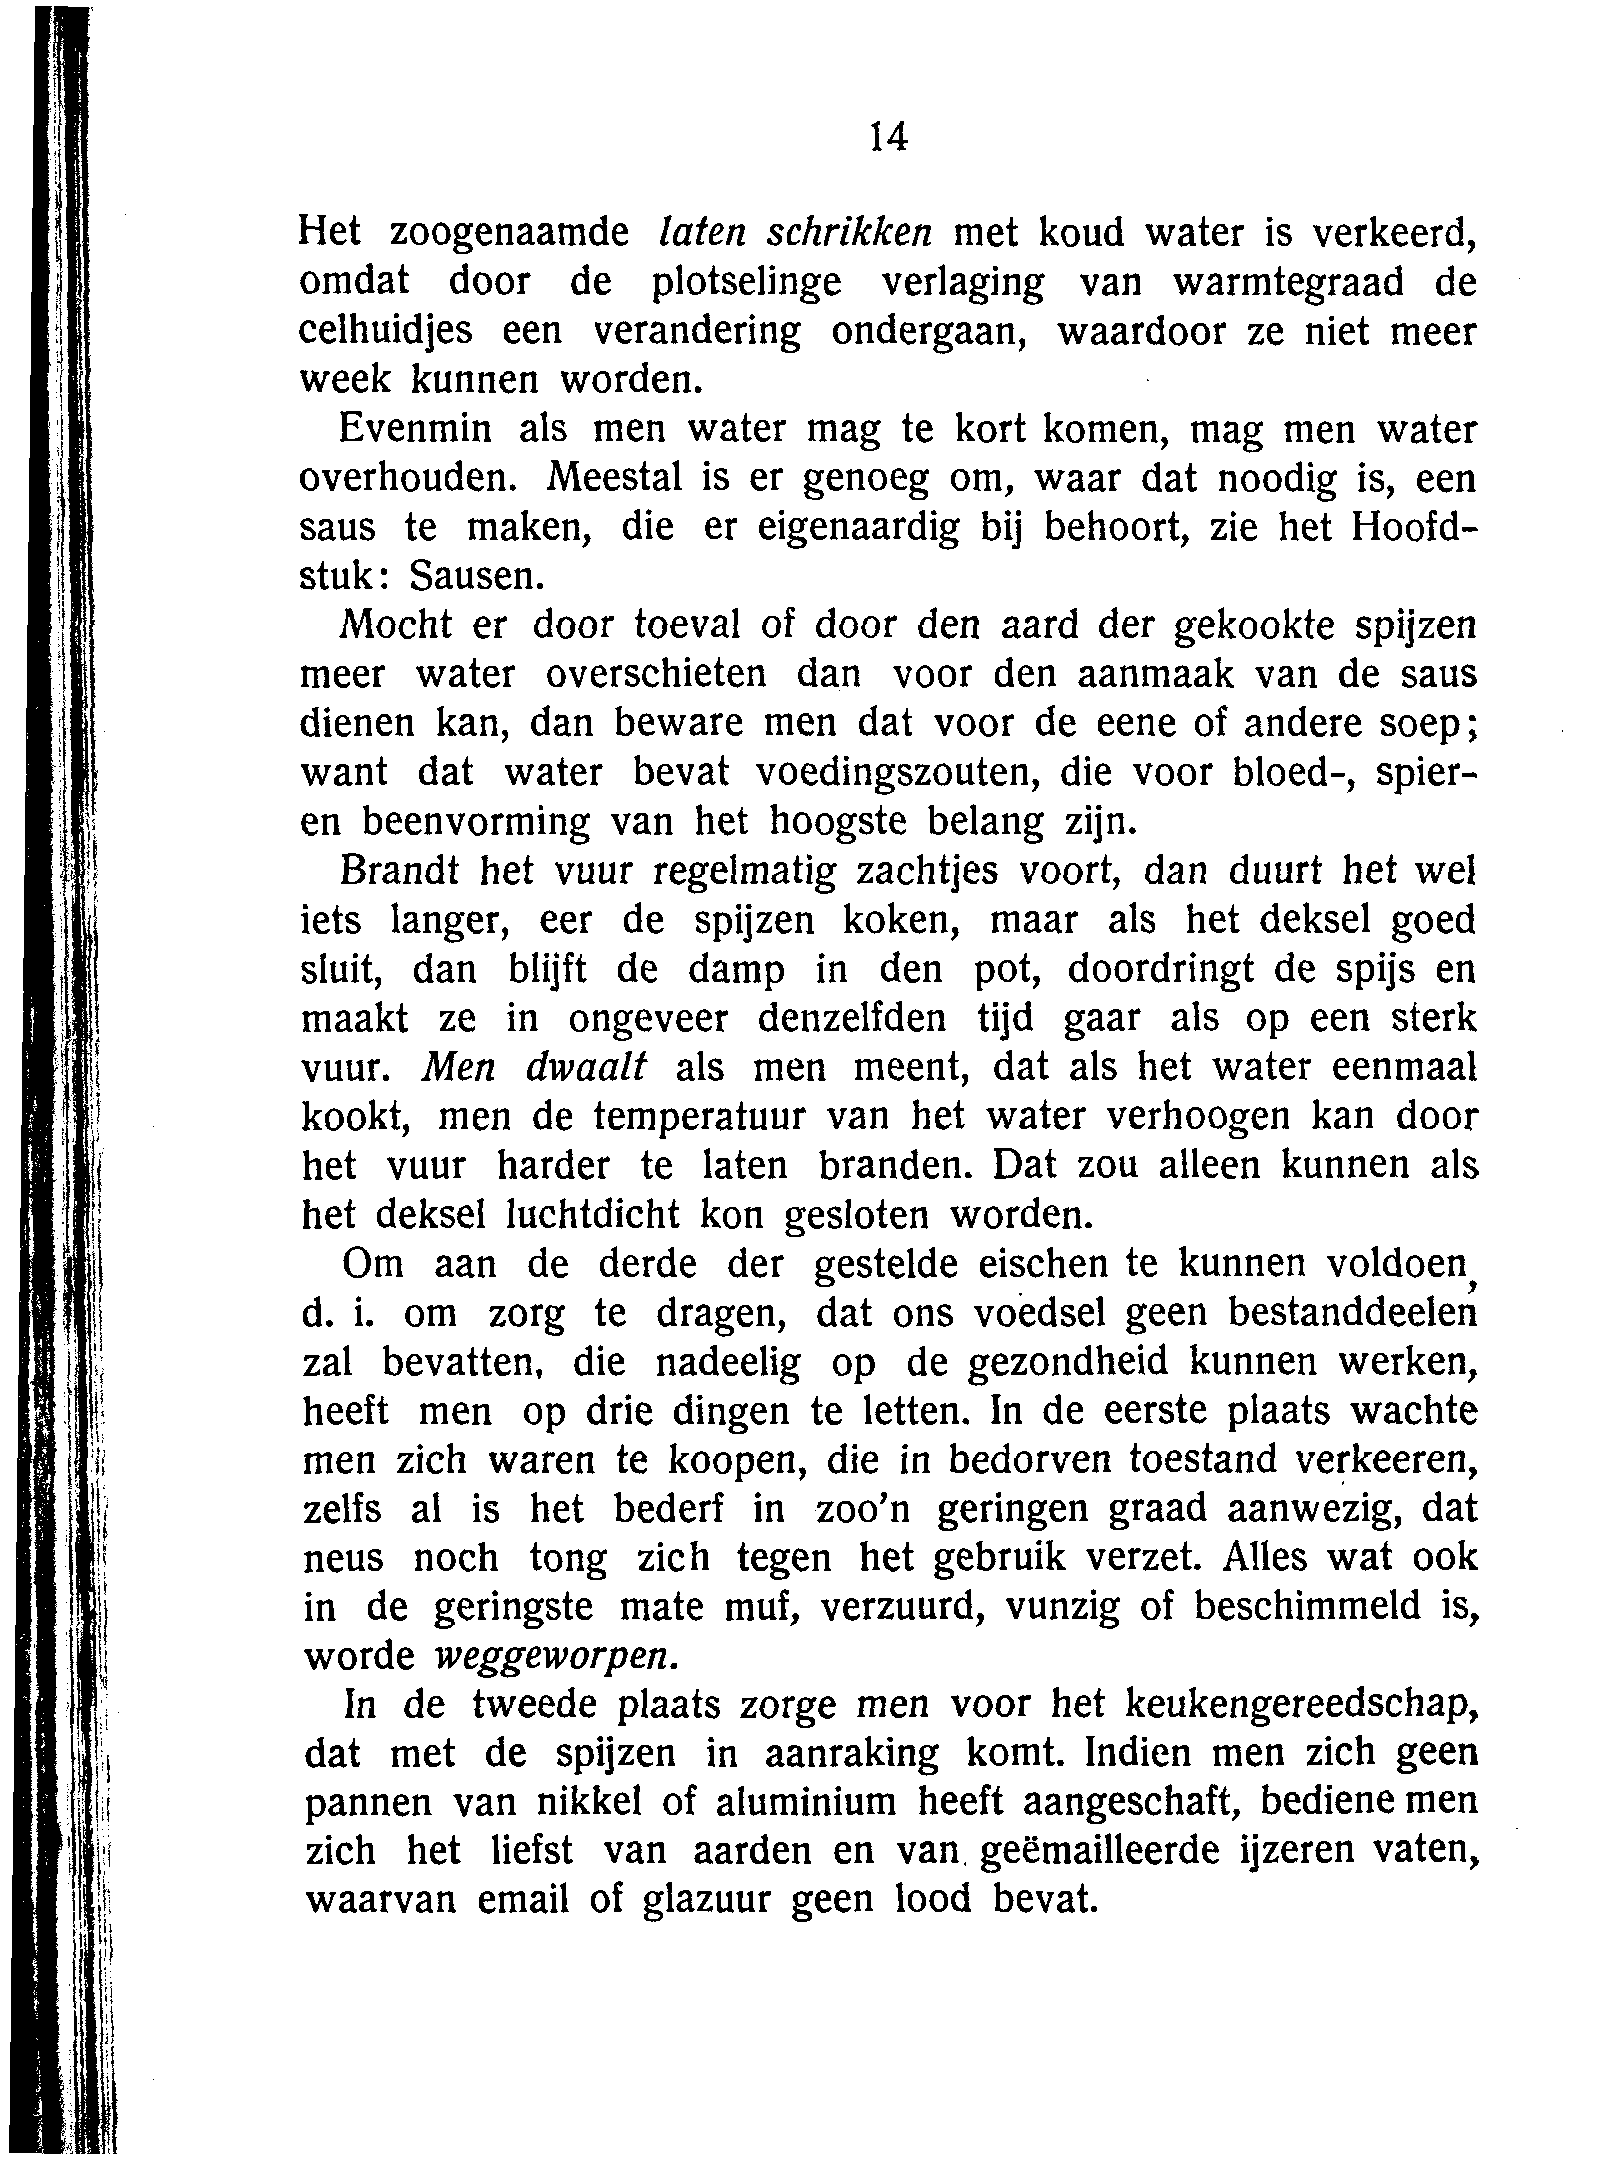 14
Het zoogenaamde laten schrikken met koud water is verkeerd,
omdat door de plotselinge verlaging van warmtegraad de
celhuidjes een verandering ondergaan, waardoor ze niet meer
week kunnen worden.
Evenmin als men water mag te kort komen, mag men water
overhouden. Meestal is er genoeg om, waar dat noodig is, een
saus te maken, die er eigenaardig bij behoort, zie het Hoofd-
stuk: Sausen.
Mocht er door toeval of door den aard der gekookte spijzen
meer water overschieten dan voor den aanmaak van de saus
dienen kan, dan beware men dat voor de eene of andere soep;
want dat water bevat voedingszouten, die voor bloed-, spier-
en beenvorming van het hoogste belang zijn.
Brandt het vuur regelmatig zachtjes voort, dan duurt het wel
iets langer, eer de spijzen koken, maar als het deksel goed
sluit, dan blijft de damp in den pot, doordringt de spijs en
maakt ze in ongeveer denzelfden tijd gaar als op een sterk
vuur. Men dwaalt als men meent, dat als het water eenmaal
kookt, men de temperatuur van het water verhoogen kan door
het vuur harder te laten branden. Dat zou alleen kunnen als
het deksel luchtdicht kon gesloten worden.
Om aan de derde der gestelde eischen te kunnen voldoen,
d. i. om zorg te dragen, dat ons voedsel geen bestanddeelen
zal bevatten, die nadeelig op de gezondheid kunnen werken,
heeft men op drie dingen te letten. In de eerste plaats wachte
men zich waren te koopen, die in bedorven toestand verkeeren,
zelfs al is het bederf in zoo'n geringen graad aanwezig, dat
neus noch tong zich tegen het gebruik verzet. Alles wat ook
in de geringste mate muf, verzuurd, vunzig of beschimmeld is,
worde weggeworpen.
In de tweede plaats zorge men voor het keukengereedschap,
dat met de spijzen in aanraking komt. Indien men zich geen
pannen van nikkel of aluminium heeft aangeschaft, bediene men
zich het liefst van aarden en van geëmailleerde ijzeren vaten,
waarvan email of glazuur geen lood bevat.